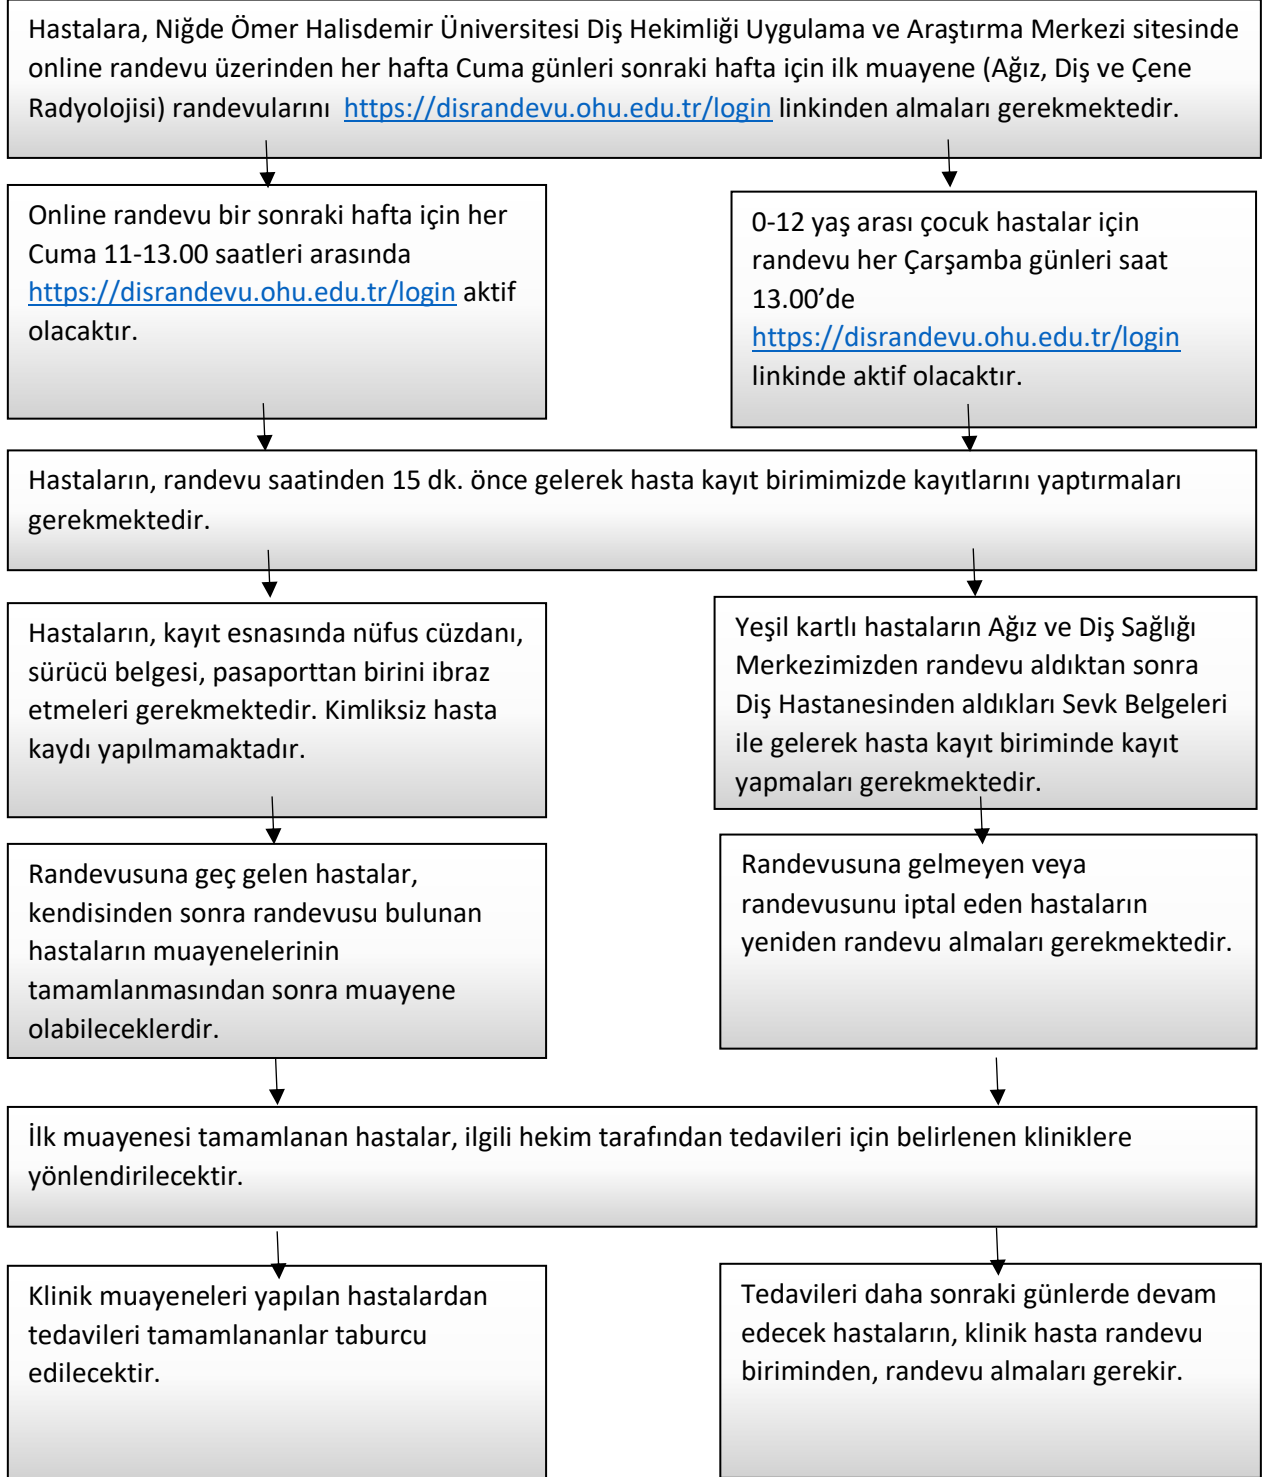 Hastalara, Niğde Ömer Halisdemir Üniversitesi Diş Hekimliği Uygulama ve Araştırma Merkezi sitesinde
online randevu üzerinden her hafta Cuma günleri sonraki hafta için ilk muayene (Ağız, Diş ve Çene
Radyolojisi) randevularını https://disrandevu.ohu.edu.tr/login linkinden almaları gerekmektedir.
Online randevu bir sonraki hafta için her
Cuma 11-13.00 saatleri arasında
https://disrandevu.ohu.edu.tr/login aktif
olacaktır.
0-12 yaş arası çocuk hastalar için
randevu her Çarşamba günleri saat
13.00’de
https://disrandevu.ohu.edu.tr/login
linkinde aktif olacaktır.
Hastaların, randevu saatinden 15 dk. önce gelerek hasta kayıt birimimizde kayıtlarını yaptırmaları
gerekmektedir.
Hastaların, kayıt esnasında nüfus cüzdanı,
sürücü belgesi, pasaporttan birini ibraz
etmeleri gerekmektedir. Kimliksiz hasta
kaydı yapılmamaktadır.
Yeşil kartlı hastaların Ağız ve Diş Sağlığı
Merkezimizden randevu aldıktan sonra
Diş Hastanesinden aldıkları Sevk Belgeleri
ile gelerek hasta kayıt biriminde kayıt
yapmaları gerekmektedir.
Randevusuna geç gelen hastalar,
kendisinden sonra randevusu bulunan
hastaların muayenelerinin
tamamlanmasından sonra muayene
olabileceklerdir.
Randevusuna gelmeyen veya
randevusunu iptal eden hastaların
yeniden randevu almaları gerekmektedir.
İlk muayenesi tamamlanan hastalar, ilgili hekim tarafından tedavileri için belirlenen kliniklere
yönlendirilecektir.
Klinik muayeneleri yapılan hastalardan
tedavileri tamamlananlar taburcu
edilecektir.
Tedavileri daha sonraki günlerde devam
edecek hastaların, klinik hasta randevu
biriminden, randevu almaları gerekir.